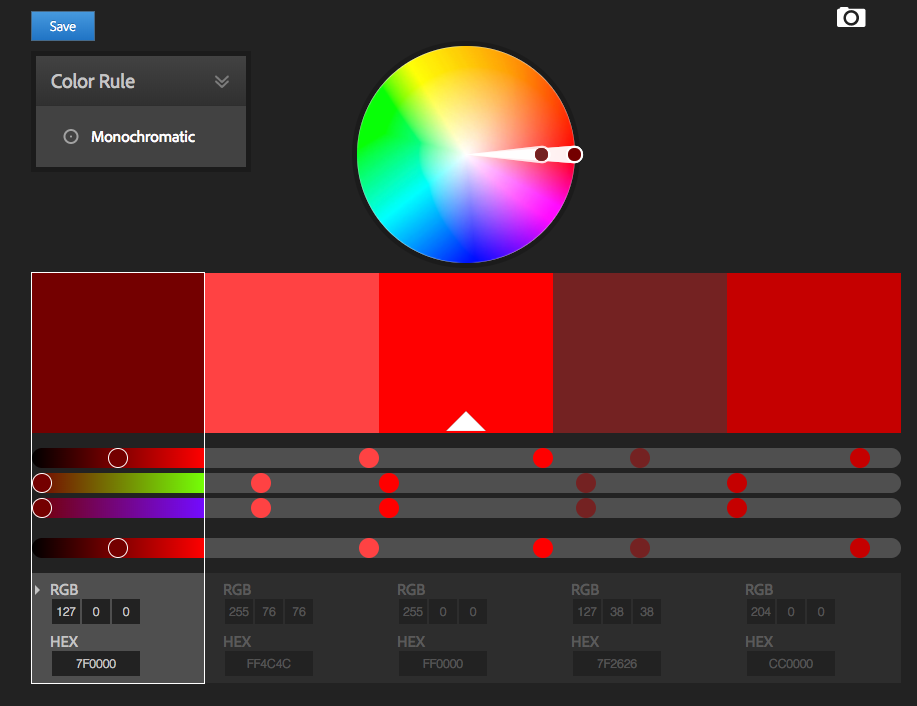 Save
Color Rule
Monochromatic
RGB RGB RGB RGB RGB
127 0 0 255 76 76 255 0 0 127 38 38 204 0 0
HEX HEX HEX HEX HEX
7F0000 FF4C4C FF0000 7F2626 CC0000